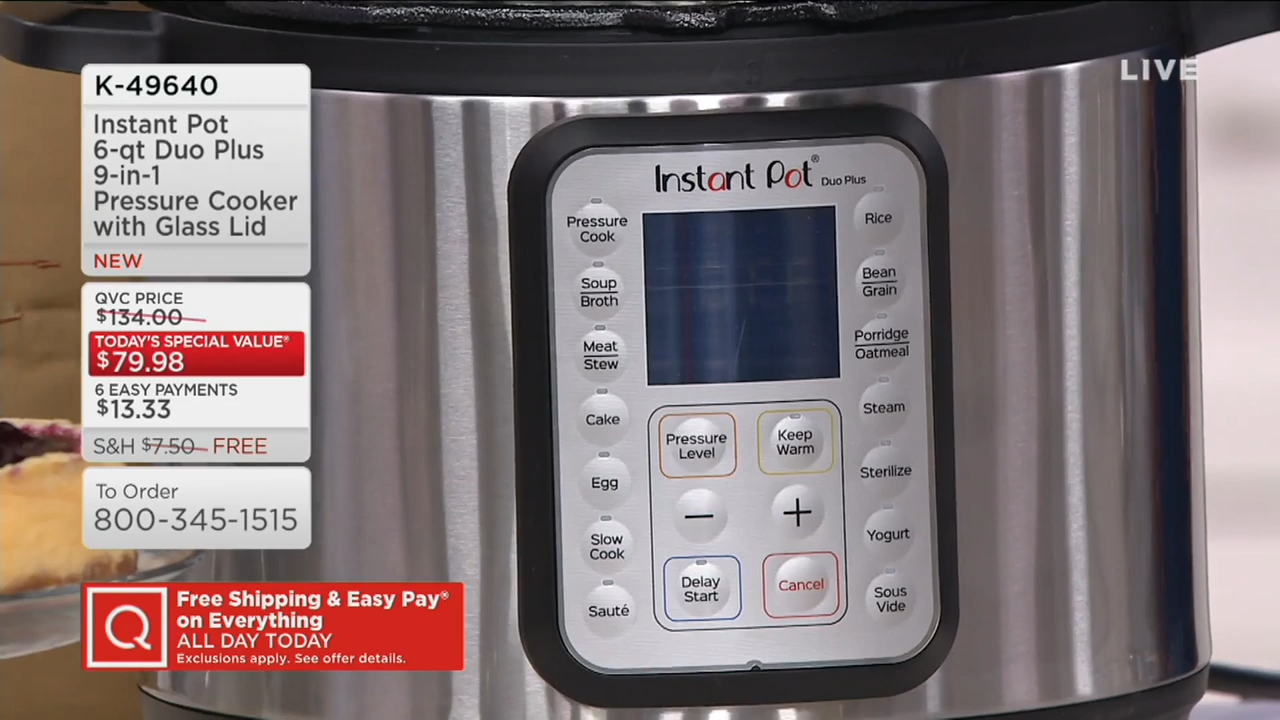 LIVE
K-49640
Instant Pot
6-qt Duo Plus
9-in-1
Pressure Cooker
with Glass Lid
NEW
QVC PRICE
$134.00
TODAY'S SPECIAL VALUE®
$79.98
6 EASY PAYMENTS
$13.33
S&H $7.50 FREE
To Order
800-345-1515
Q
Free Shipping & Easy Pay®
on Everything
ALL DAY TODAY
Exclusions apply. See offer details.
Instant Pot® Duo Plus
Pressure
Cook
Soup
Broth
Meat
Stew
Cake
Egg
Slow
Cook
Sauté
Pressure
Level
Keep
Warm
−
+
Delay
Start
Cancel
Rice
Bean
Grain
Porridge
Oatmeal
Steam
Sterilize
Yogurt
Sous
Vide